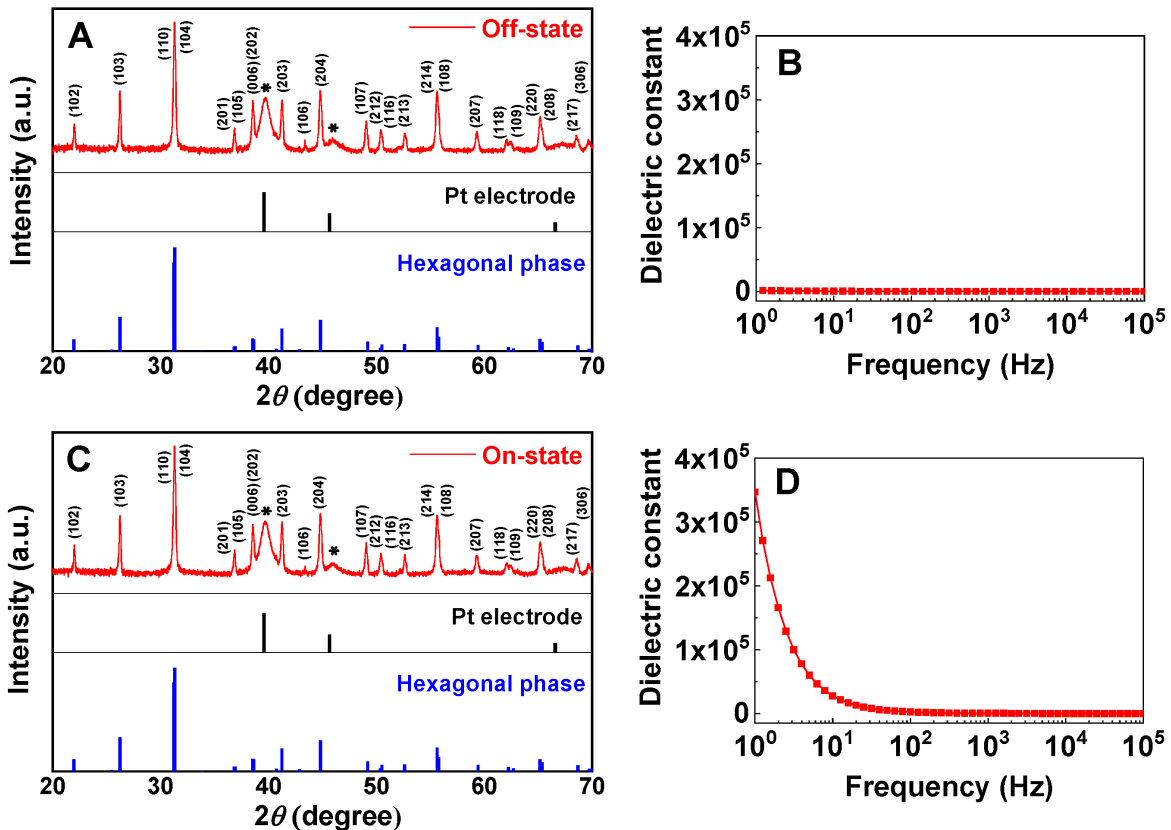 A
Off-state
(102)
(103)
(110)
(104)
(201)
(105)
(006)
(202)
*
(203)
(106)
(204)
*
(107)
(212)
(116)
(213)
(214)
(108)
(207)
(118)
(109)
(220)
(208)
(217)
(306)
Pt electrode
Hexagonal phase
Intensity (a.u.)
20 30 40 50 60 70
2θ (degree)
B
Dielectric constant
4x10⁵
3x10⁵
2x10⁵
1x10⁵
0
10⁰ 10¹ 10² 10³ 10⁴ 10⁵
Frequency (Hz)
C
On-state
(102)
(103)
(110)
(104)
(201)
(105)
(006)
(202)
*
(203)
(106)
(204)
*
(107)
(212)
(116)
(213)
(214)
(108)
(207)
(118)
(109)
(220)
(208)
(217)
(306)
Pt electrode
Hexagonal phase
Intensity (a.u.)
20 30 40 50 60 70
2θ (degree)
D
Dielectric constant
4x10⁵
3x10⁵
2x10⁵
1x10⁵
0
10⁰ 10¹ 10² 10³ 10⁴ 10⁵
Frequency (Hz)